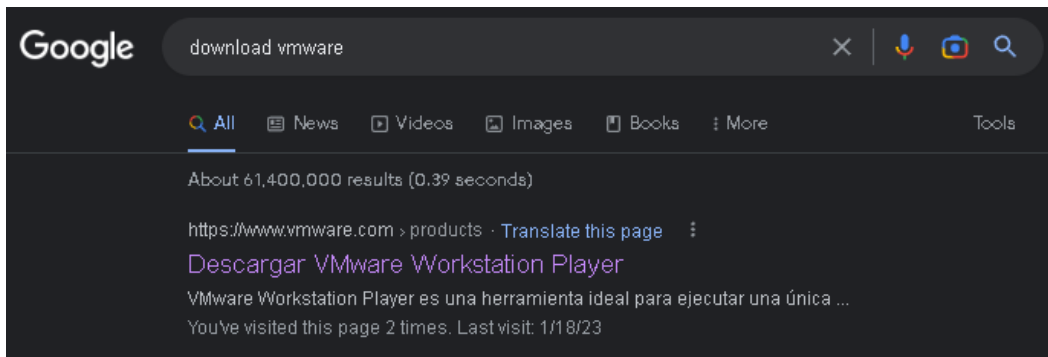 Google download vmware
All News Videos Images Books More Tools
About 61,400,000 results (0.39 seconds)
https://www.vmware.com › products · Translate this page
Descargar VMware Workstation Player
VMware Workstation Player es una herramienta ideal para ejecutar una única ...
You've visited this page 2 times. Last visit: 1/18/23